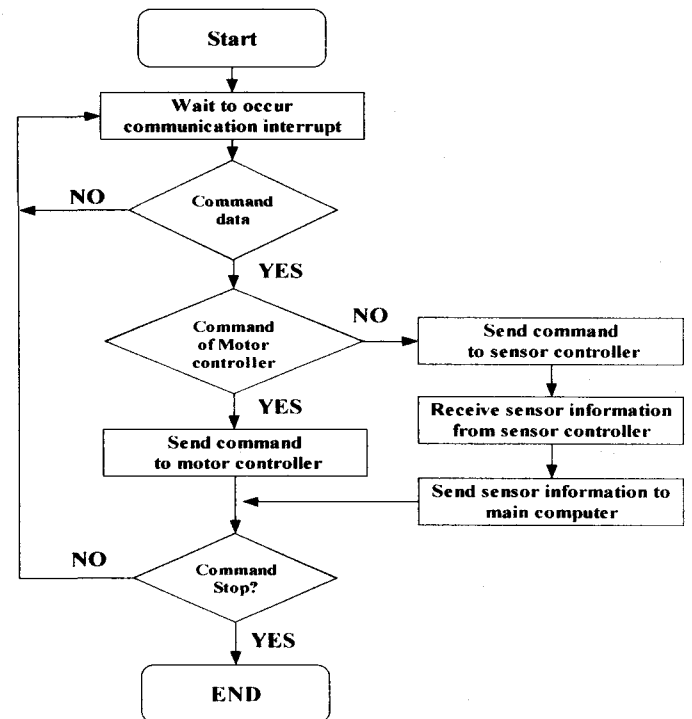 Start
Wait to occur
communication interrupt
NO
Command
data
YES
Command
of Motor
controller
NO
Send command
to sensor controller
YES
Receive sensor information
from sensor controller
Send command
to motor controller
Send sensor information to
main computer
NO
Command
Stop?
YES
END